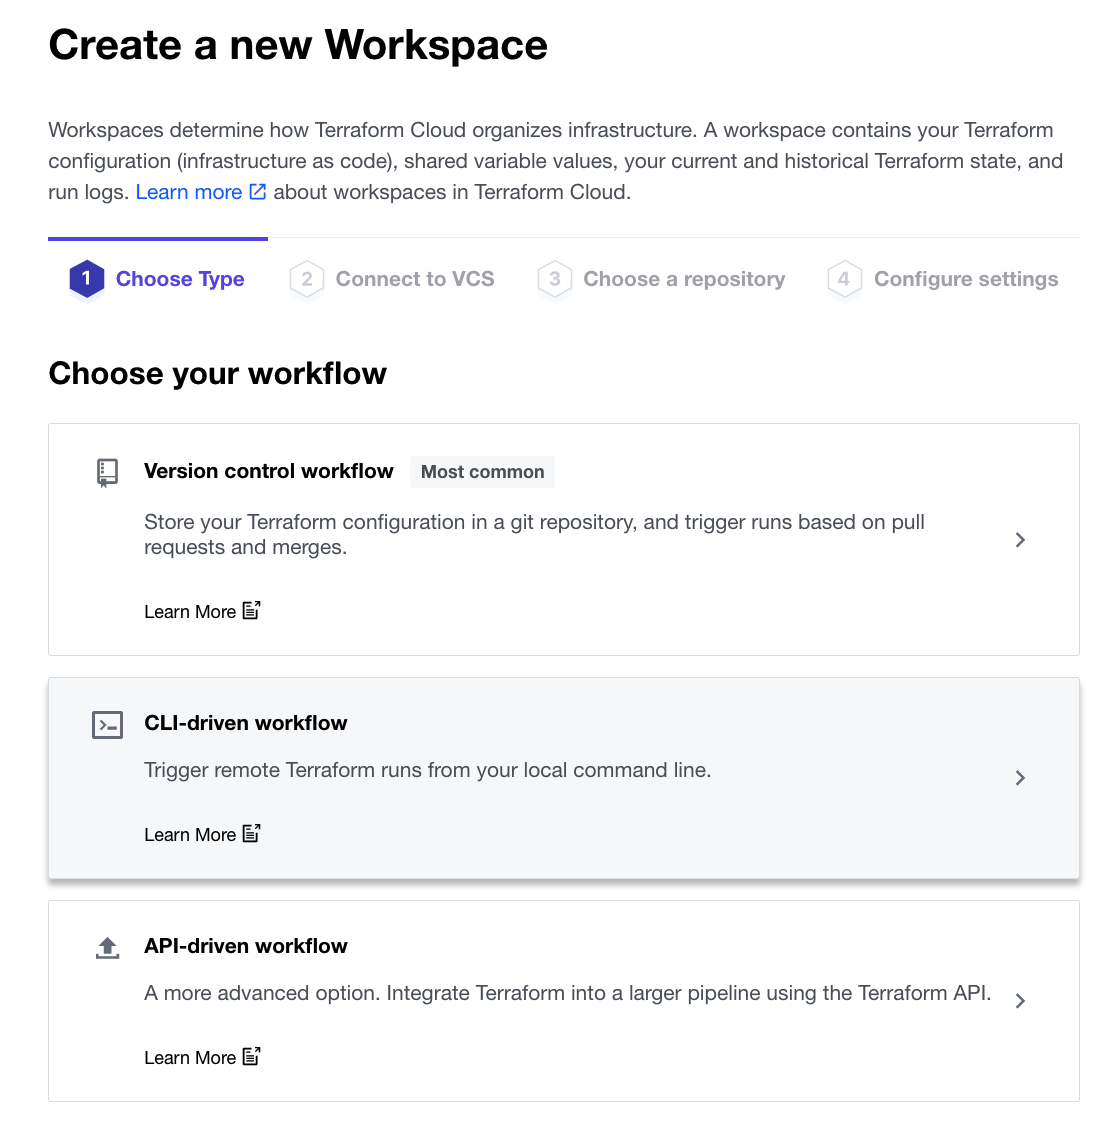 Create a new Workspace
Workspaces determine how Terraform Cloud organizes infrastructure. A workspace contains your Terraform
configuration (infrastructure as code), shared variable values, your current and historical Terraform state, and
run logs. Learn more about workspaces in Terraform Cloud.
1 Choose Type
2 Connect to VCS
3 Choose a repository
4 Configure settings
Choose your workflow
Version control workflow
Most common
Store your Terraform configuration in a git repository, and trigger runs based on pull
requests and merges.
Learn More
CLI-driven workflow
Trigger remote Terraform runs from your local command line.
Learn More
API-driven workflow
A more advanced option. Integrate Terraform into a larger pipeline using the Terraform API.
Learn More